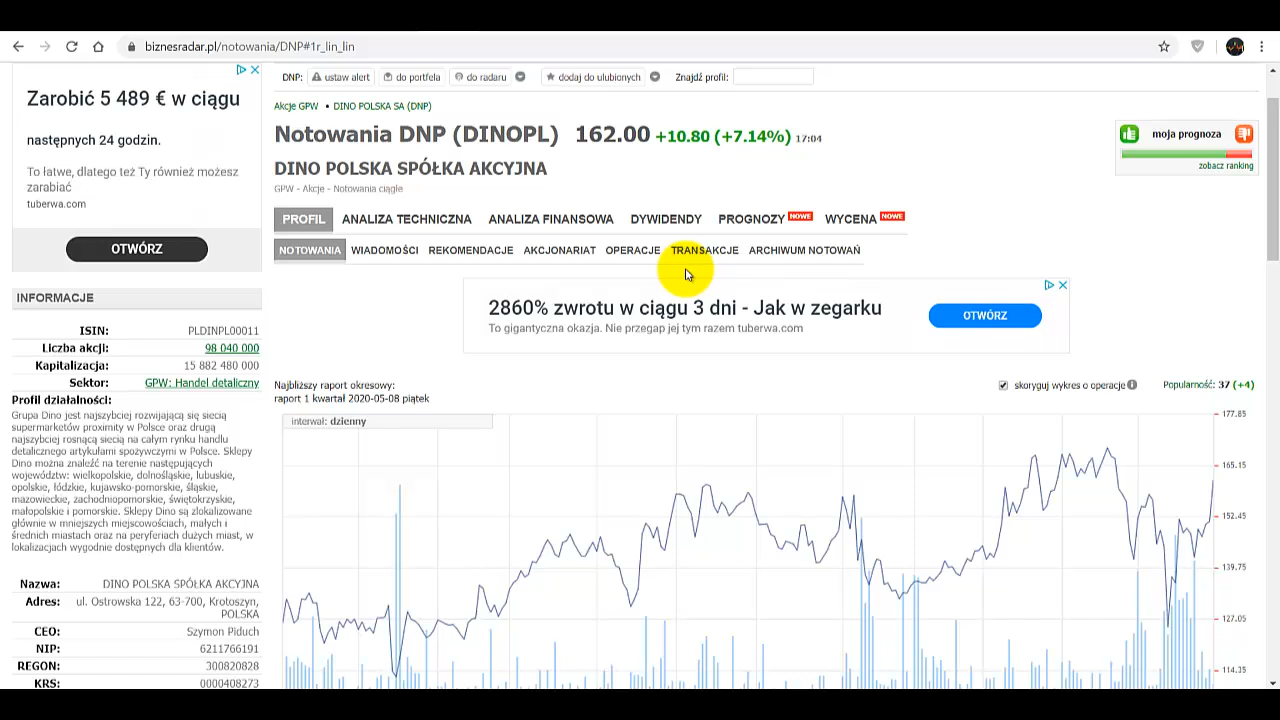 biznesradar.pl/notowania/DNP#1r_lin_lin
DNP: ustaw alert do portfela do radaru dodaj do ulubionych Znajdź profil:
Akcje GPW • DINO POLSKA SA (DNP)
Notowania DNP (DINOPL) 162.00 +10.80 (+7.14%) 17:04
DINO POLSKA SPÓŁKA AKCYJNA
GPW - Akcje - Notowania ciągłe
moja prognoza
zobacz ranking
PROFIL ANALIZA TECHNICZNA ANALIZA FINANSOWA DYWIDENDY PROGNOZY NOWE WYCENA NOWE
NOTOWANIA WIADOMOŚCI REKOMENDACJE AKCJONARIAT OPERACJE TRANSAKCJE ARCHIWUM NOTOWAŃ
Zarobić 5 489 € w ciągu
następnych 24 godzin.
To łatwe, dlatego też Ty również możesz
zarabiać
tuberwa.com
OTWÓRZ
2860% zwrotu w ciągu 3 dni - Jak w zegarku
To gigantyczna okazja. Nie przegap jej tym razem tuberwa.com
OTWÓRZ
INFORMACJE
ISIN: PLDINPL00011
Liczba akcji: 98 040 000
Kapitalizacja: 15 882 480 000
Sektor: GPW: Handel detaliczny
Profil działalności:
Grupa Dino jest najszybciej rozwijającą się siecią
supermarketów proximity w Polsce oraz drugą
najszybciej rosnącą siecią na całym rynku handlu
detalicznego artykułami spożywczymi w Polsce. Sklepy
Dino można znaleźć na terenie następujących
województw: wielkopolskie, dolnośląskie, lubuskie,
opolskie, łódzkie, kujawsko-pomorskie, śląskie,
mazowieckie, zachodniopomorskie, świętokrzyskie,
małopolskie i pomorskie. Sklepy Dino są zlokalizowane
głównie w mniejszych miejscowościach, małych i
średnich miastach oraz na peryferiach dużych miast, w
lokalizacjach wygodnie dostępnych dla klientów.
Nazwa: DINO POLSKA SPÓŁKA AKCYJNA
Adres: ul. Ostrowska 122, 63-700, Krotoszyn,
POLSKA
CEO: Szymon Piduch
NIP: 6211766191
REGON: 300820828
KRS: 0000408273
Najbliższy raport okresowy:
raport 1 kwartał 2020-05-08 piątek
skoryguj wykres o operacje
Popularność: 37 (+4)
interwał: dzienny
177.85
165.15
152.45
139.75
127.05
114.35